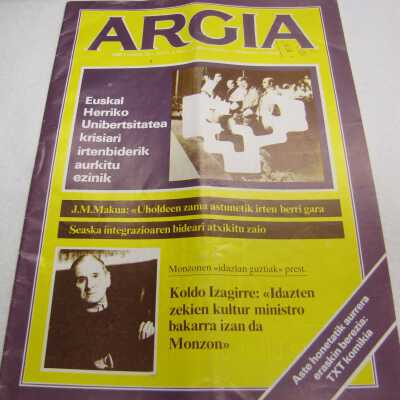 ARGIA
Euskal
Herriko
Unibertsitatea
krisiari
irtenbiderik
aurkitu
ezinik
J.M.Makua: «Uholdeen zama astunetik irten berri gara
Seaska integrazioaren bideari atxikitu zaio
Monzonen «idazlan guztiak» prest.
Koldo Izagirre: «Idazten
zekien kultur ministro
bakarra izan da
Monzon»
Aste honetatik aurrera
eraskin berezia:
TXT komikia